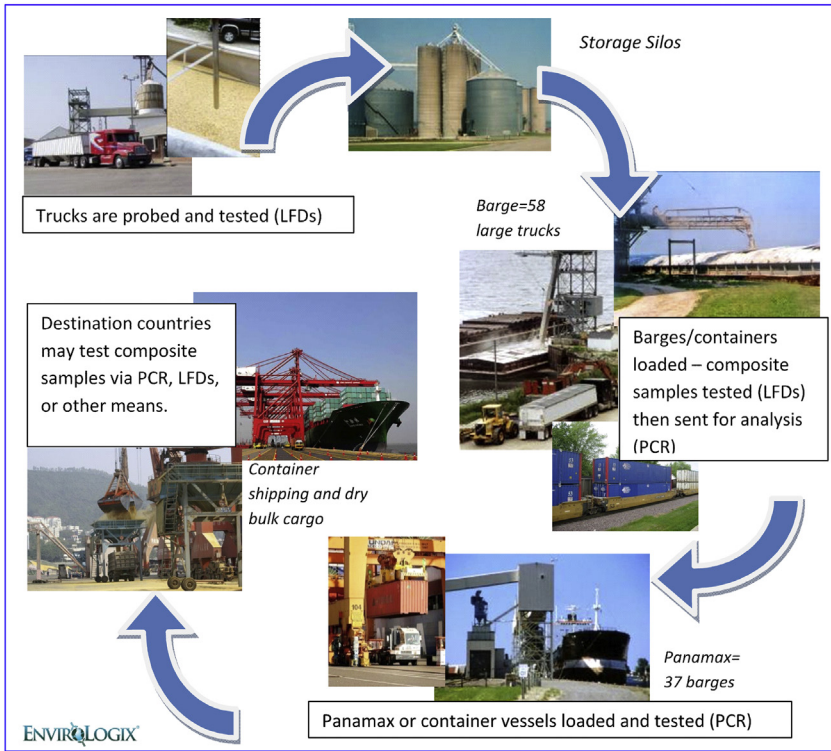 Storage Silos
Trucks are probed and tested (LFDs)
Barge=58
large trucks
Barges/containers
loaded – composite
samples tested (LFDs)
then sent for analysis
(PCR)
Panamax=
37 barges
Panamax or container vessels loaded and tested (PCR)
Destination countries
may test composite
samples via PCR, LFDs,
or other means.
Container
shipping and dry
bulk cargo
104
ENVIROLOGIX